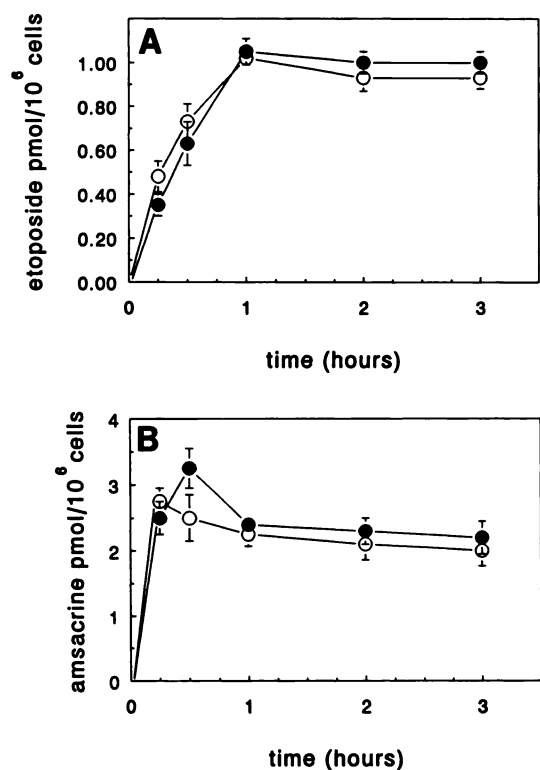 A
etoposide pmol/10⁶ cells
1.00
0.80
0.60
0.40
0.20
0.00
0 1 2 3
time (hours)
B
amsacrine pmol/10⁶ cells
4
3
2
1
0
0 1 2 3
time (hours)